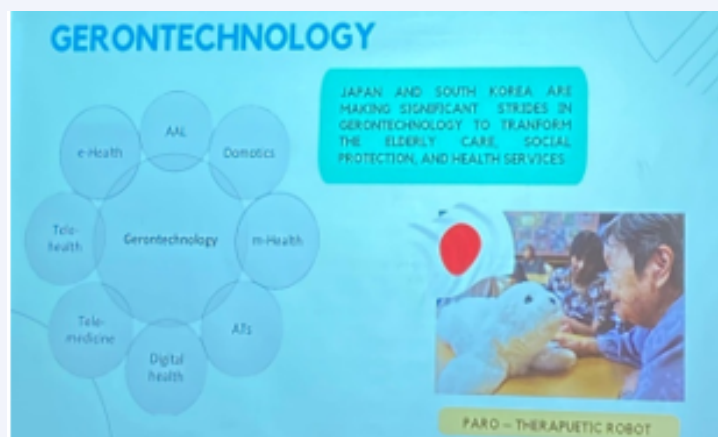 GERONTECHNOLOGY
JAPAN AND SOUTH KOREA ARE
MAKING SIGNIFICANT STRIDES IN
GERONTECHNOLOGY TO TRANFORM
THE ELDERLY CARE, SOCIAL
PROTECTION, AND HEALTH SERVICES
AAL
e-Health
Domotics
Tele-
health
Gerontechnology
m-Health
Tele-
medicine
ATs
Digital
health
PARO – THERAPUETIC ROBOT